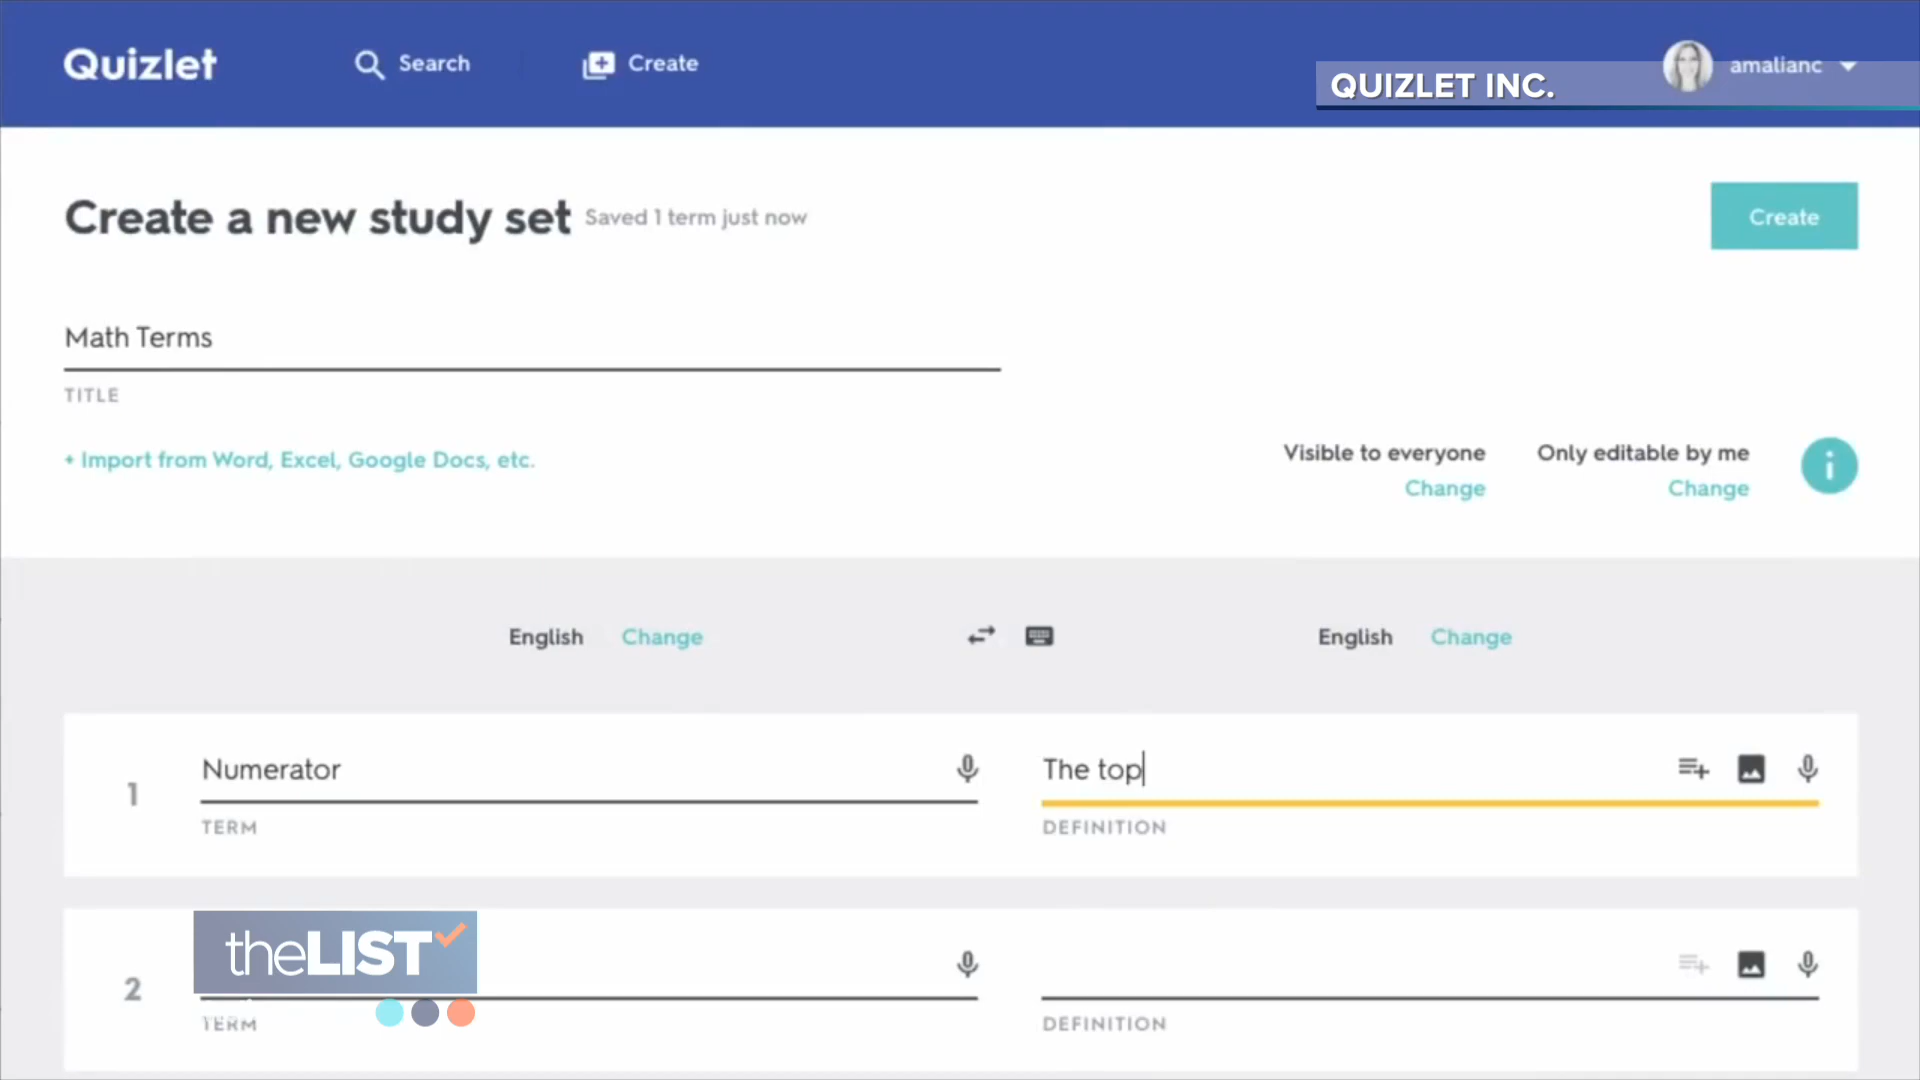 Quizlet
Search
Create
amalianc
QUIZLET INC.
Create a new study set
Saved 1 term just now
Create
Math Terms
TITLE
+ Import from Word, Excel, Google Docs, etc.
Visible to everyone
Only editable by me
Change
Change
English
Change
English
Change
1
Numerator
The top
TERM
DEFINITION
theLIST
2
TERM
DEFINITION